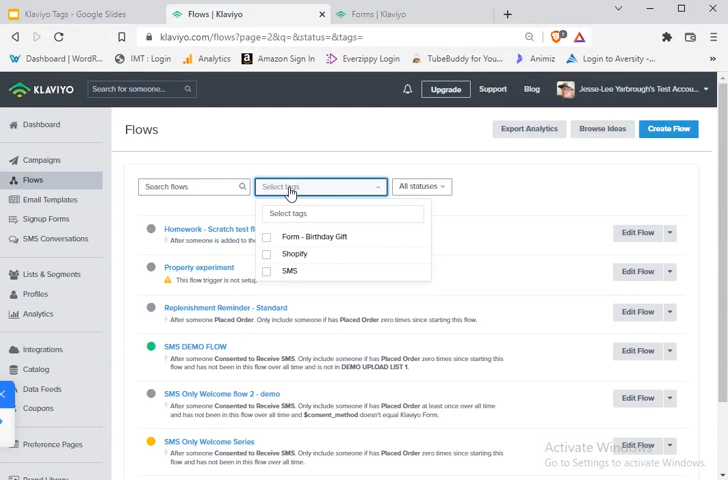 Klaviyo Tags - Google Slides
Flows | Klaviyo
Forms | Klaviyo
klaviyo.com/flows?page=2&q=&status=&tags=
7
Dashboard | WordR...
IMT : Login
Analytics
Amazon Sign In
Everzippy Login
TubeBuddy for You...
Animiz
Login to Aversity -...
KLAVIYO
Search for someone...
Upgrade
Support
Blog
Jesse-Lee Yarbrough's Test Accou...
Dashboard
Campaigns
Flows
Email Templates
Signup Forms
SMS Conversations
Lists & Segments
Profiles
Analytics
Integrations
Catalog
Data Feeds
Coupons
Preference Pages
Brand Library
Flows
Export Analytics
Browse Ideas
Create Flow
Search flows
Select tags
All statuses
Select tags
Form - Birthday Gift
Shopify
SMS
Homework - Scratch test fl
After someone is added to th
Edit Flow
Property experiment
This flow trigger is not setup
Edit Flow
Replenishment Reminder - Standard
After someone Placed Order. Only include someone if has Placed Order zero times since starting this flow.
Edit Flow
SMS DEMO FLOW
After someone Consented to Receive SMS. Only include someone if has Placed Order zero times since starting this
flow and has not been in this flow over all time and is not in DEMO UPLOAD LIST 1.
Edit Flow
SMS Only Welcome flow 2 - demo
After someone Consented to Receive SMS. Only include someone if has Placed Order at least once over all time
and has not been in this flow over all time and $consent_method doesn't equal Klaviyo Form.
Edit Flow
SMS Only Welcome Series
After someone Consented to Receive SMS. Only include someone if has Placed Order zero times since starting this
flow and has not been in this flow over all time.
Edit Flow
Activate Windows
Go to Settings to activate Windows.